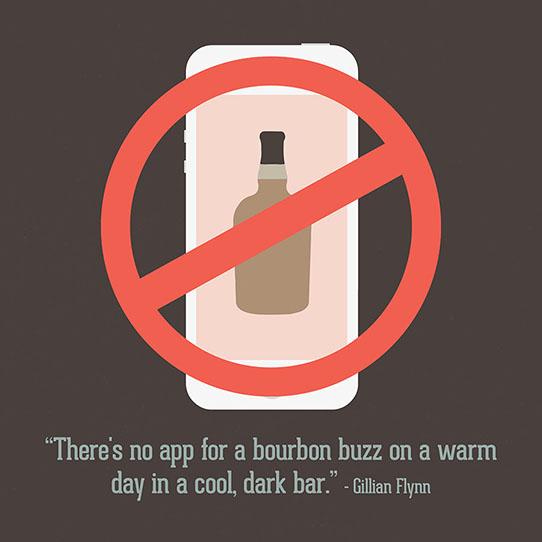 “There's no app for a bourbon buzz on a warm
day in a cool, dark bar.” - Gillian Flynn